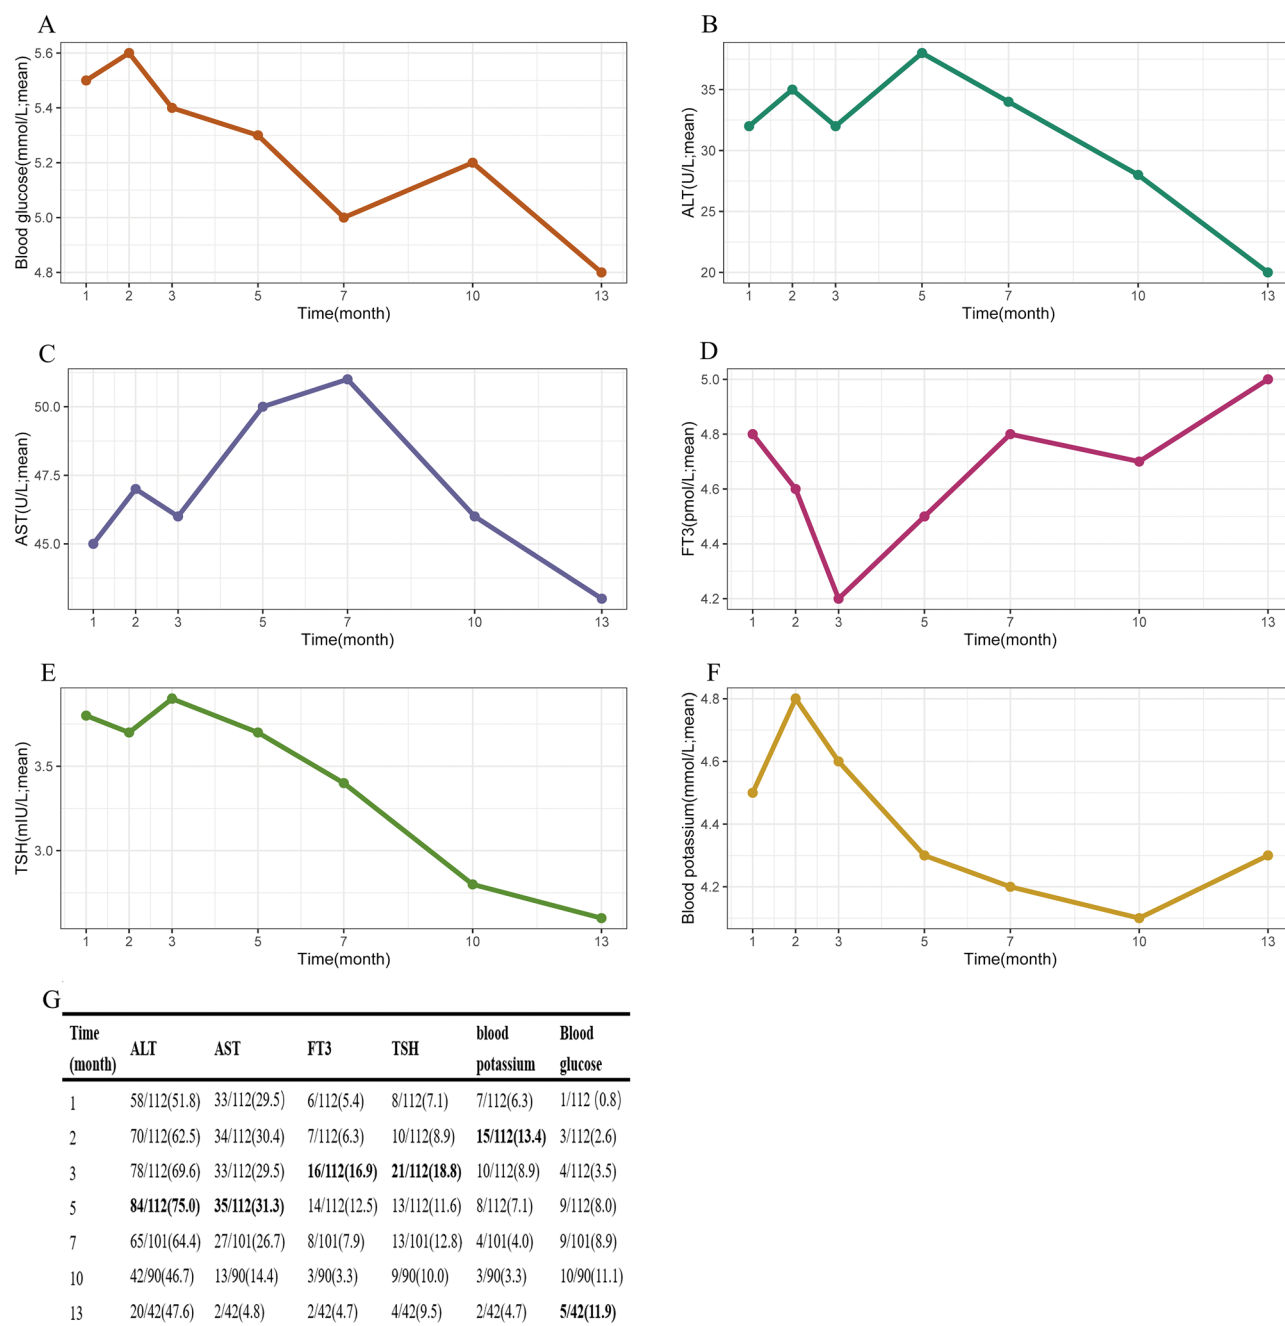 A
Blood glucose(mmol/L;mean)
5.6
5.4
5.2
5.0
4.8
1 2 3 5 7 10 13
Time(month)
B
ALT(U/L;mean)
35
30
25
20
1 2 3 5 7 10 13
Time(month)
C
AST(U/L;mean)
50.0
47.5
45.0
1 2 3 5 7 10 13
Time(month)
D
FT3(pmol/L;mean)
5.0
4.8
4.6
4.4
4.2
1 2 3 5 7 10 13
Time(month)
E
TSH(mIU/L;mean)
3.5
3.0
1 2 3 5 7 10 13
Time(month)
F
Blood potassium(mmol/L;mean)
4.8
4.6
4.4
4.2
1 2 3 5 7 10 13
Time(month)
G
Time (month) ALT AST FT3 TSH blood potassium Blood glucose
1 58/112(51.8) 33/112(29.5) 6/112(5.4) 8/112(7.1) 7/112(6.3) 1/112 (0.8)
2 70/112(62.5) 34/112(30.4) 7/112(6.3) 10/112(8.9) 15/112(13.4) 3/112(2.6)
3 78/112(69.6) 33/112(29.5) 16/112(16.9) 21/112(18.8) 10/112(8.9) 4/112(3.5)
5 84/112(75.0) 35/112(31.3) 14/112(12.5) 13/112(11.6) 8/112(7.1) 9/112(8.0)
7 65/101(64.4) 27/101(26.7) 8/101(7.9) 13/101(12.8) 4/101(4.0) 9/101(8.9)
10 42/90(46.7) 13/90(14.4) 3/90(3.3) 9/90(10.0) 3/90(3.3) 10/90(11.1)
13 20/42(47.6) 2/42(4.8) 2/42(4.7) 4/42(9.5) 2/42(4.7) 5/42(11.9)